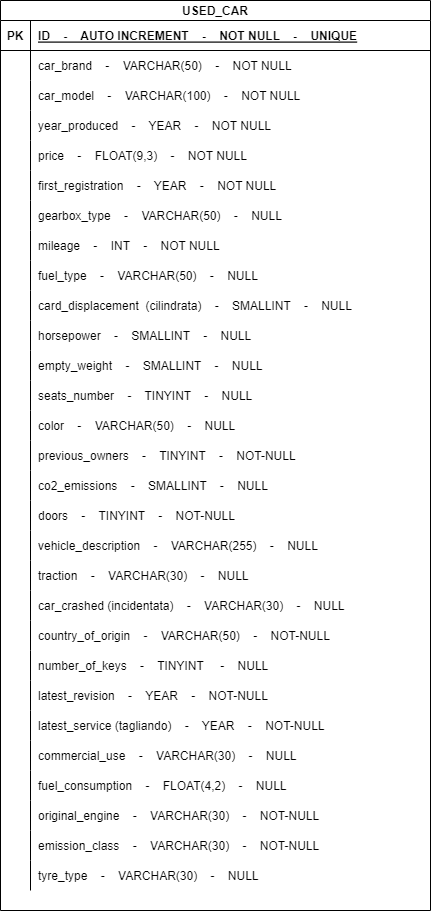 USED_CAR
PK ID - AUTO INCREMENT - NOT NULL - UNIQUE
car_brand - VARCHAR(50) - NOT NULL
car_model - VARCHAR(100) - NOT NULL
year_produced - YEAR - NOT NULL
price - FLOAT(9,3) - NOT NULL
first_registration - YEAR - NOT NULL
gearbox_type - VARCHAR(50) - NULL
mileage - INT - NOT NULL
fuel_type - VARCHAR(50) - NULL
card_displacement (cilindrata) - SMALLINT - NULL
horsepower - SMALLINT - NULL
empty_weight - SMALLINT - NULL
seats_number - TINYINT - NULL
color - VARCHAR(50) - NULL
previous_owners - TINYINT - NOT-NULL
co2_emissions - SMALLINT - NULL
doors - TINYINT - NOT-NULL
vehicle_description - VARCHAR(255) - NULL
traction - VARCHAR(30) - NULL
car_crashed (incidentata) - VARCHAR(30) - NULL
country_of_origin - VARCHAR(50) - NOT-NULL
number_of_keys - TINYINT - NULL
latest_revision - YEAR - NOT-NULL
latest_service (tagliando) - YEAR - NOT-NULL
commercial_use - VARCHAR(30) - NULL
fuel_consumption - FLOAT(4,2) - NULL
original_engine - VARCHAR(30) - NOT-NULL
emission_class - VARCHAR(30) - NOT-NULL
tyre_type - VARCHAR(30) - NULL